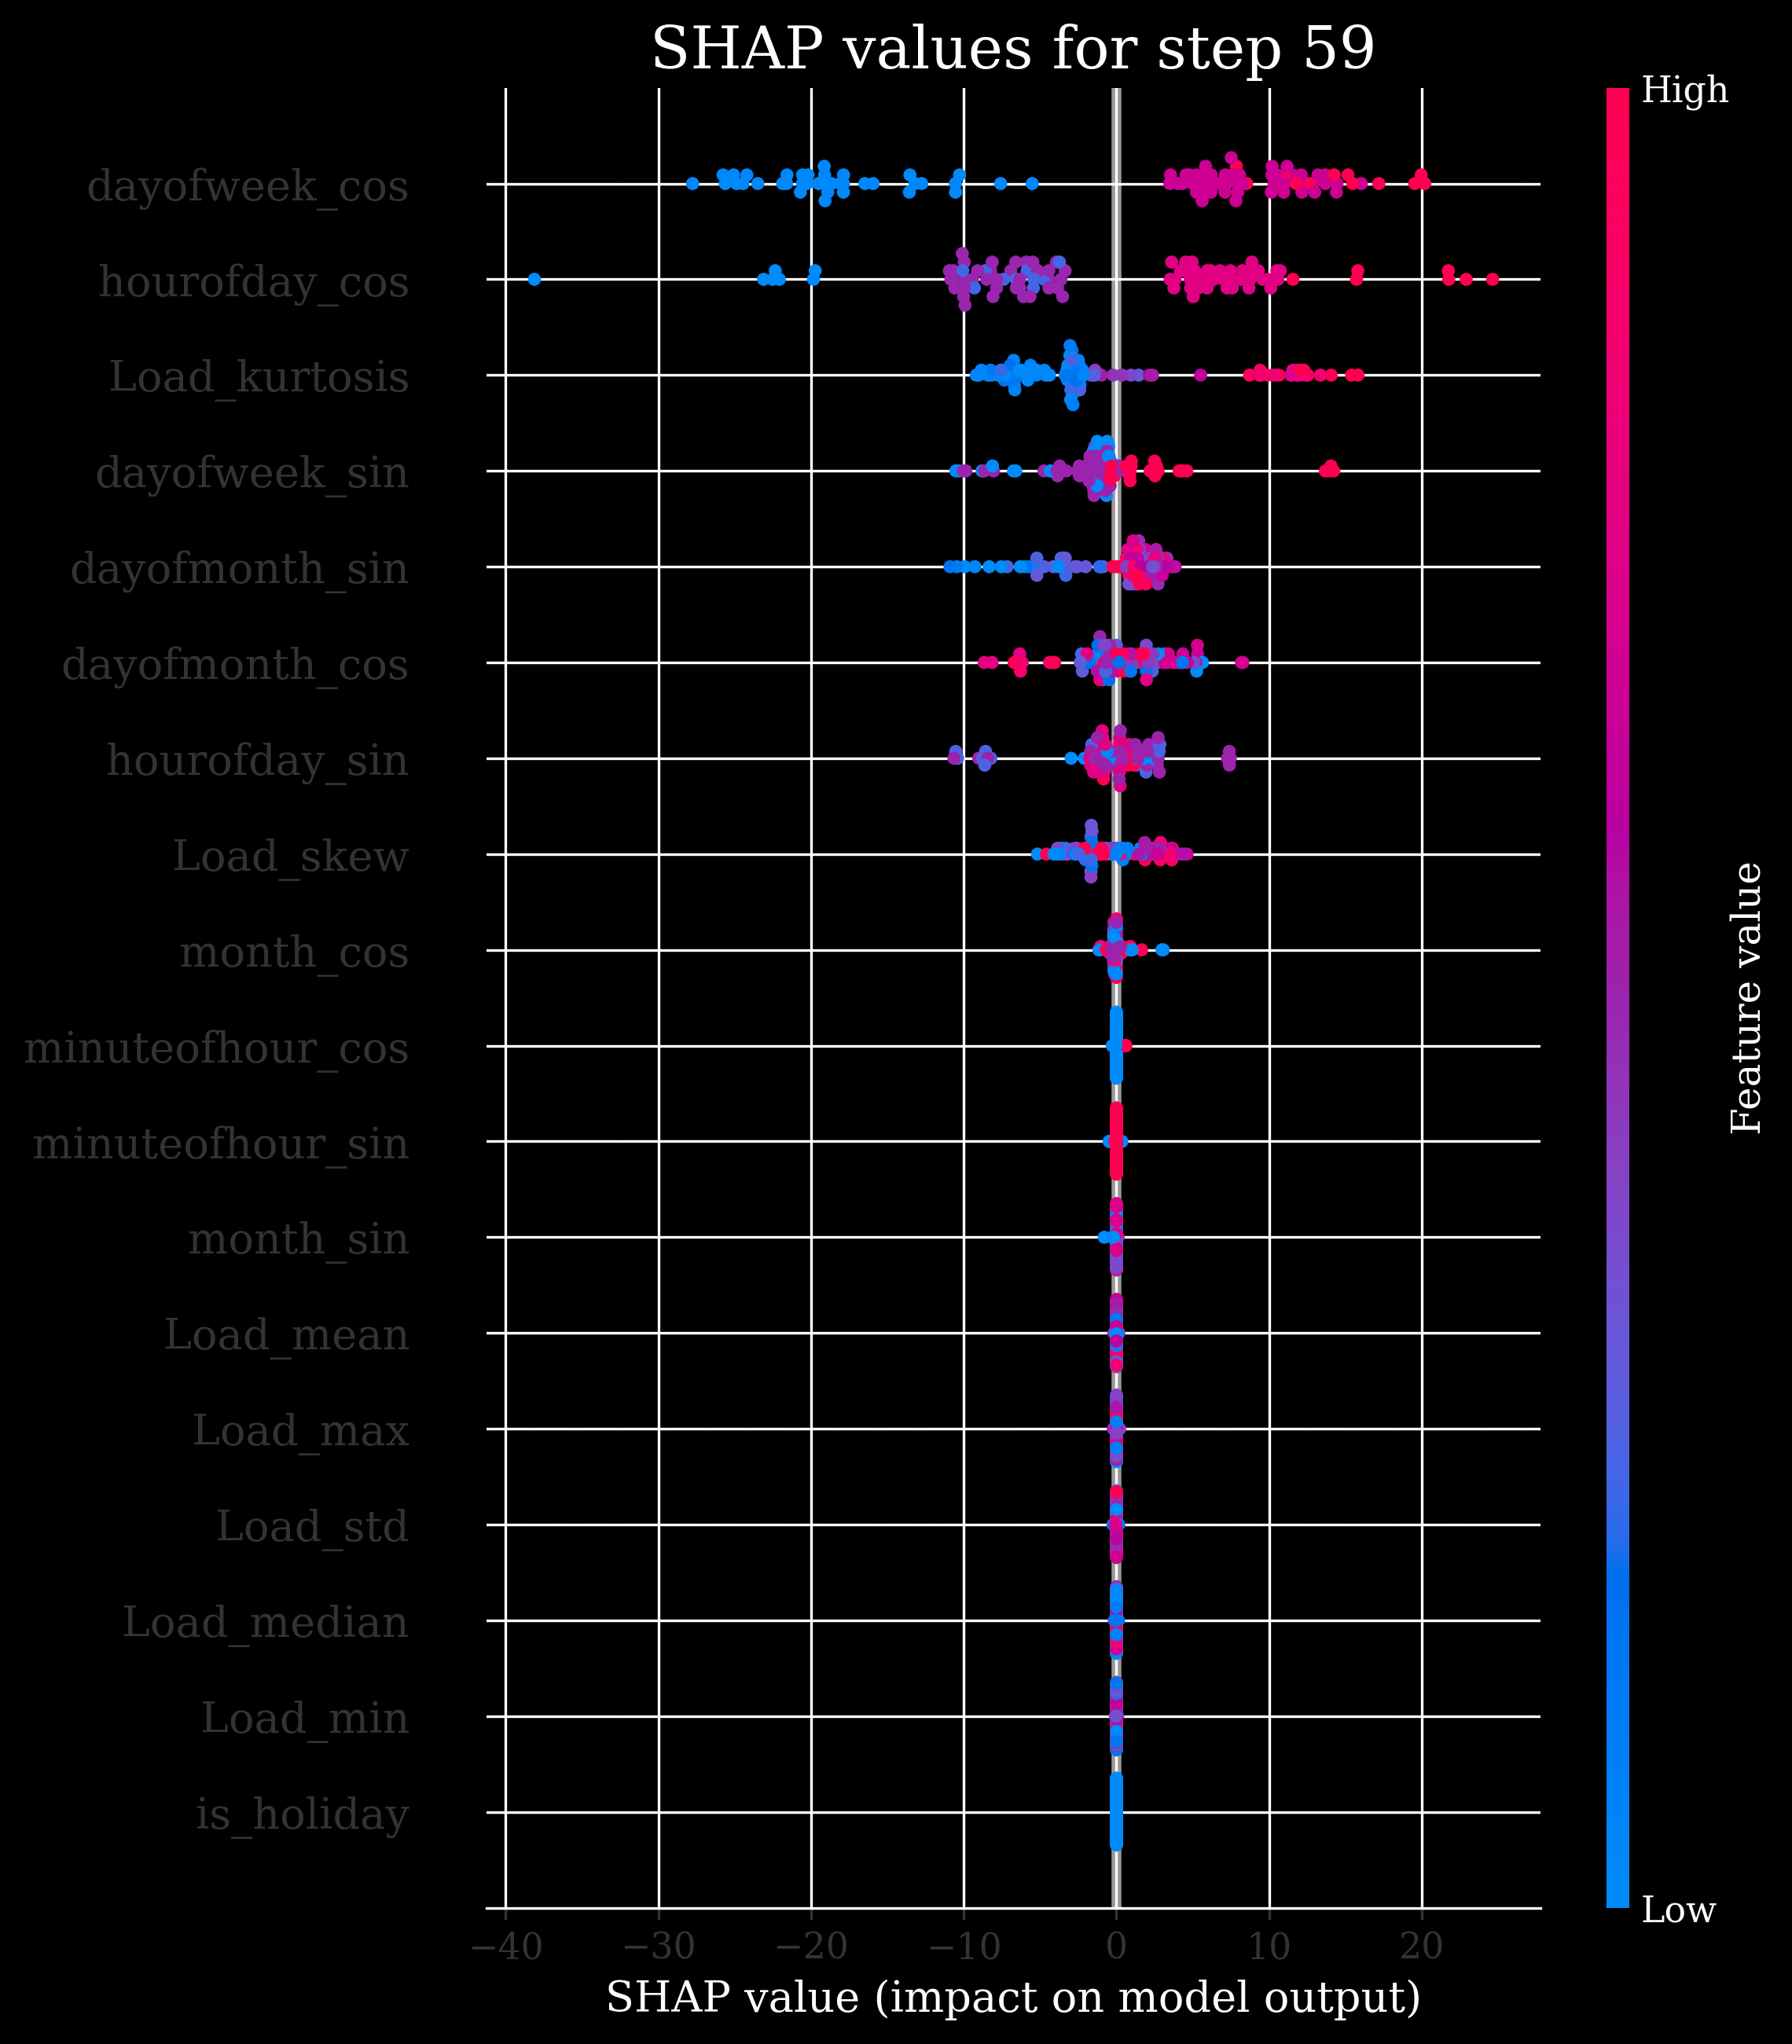 SHAP values for step 59
High
dayofweek_cos
hourofday_cos
Load_kurtosis
dayofweek_sin
dayofmonth_sin
dayofmonth_cos
hourofday_sin
Load_skew
month_cos
minuteofhour_cos
minuteofhour_sin
month_sin
Load_mean
Load_max
Load_std
Load_median
Load_min
is_holiday
Feature value
Low
−40 −30 −20 −10 0 10 20
SHAP value (impact on model output)